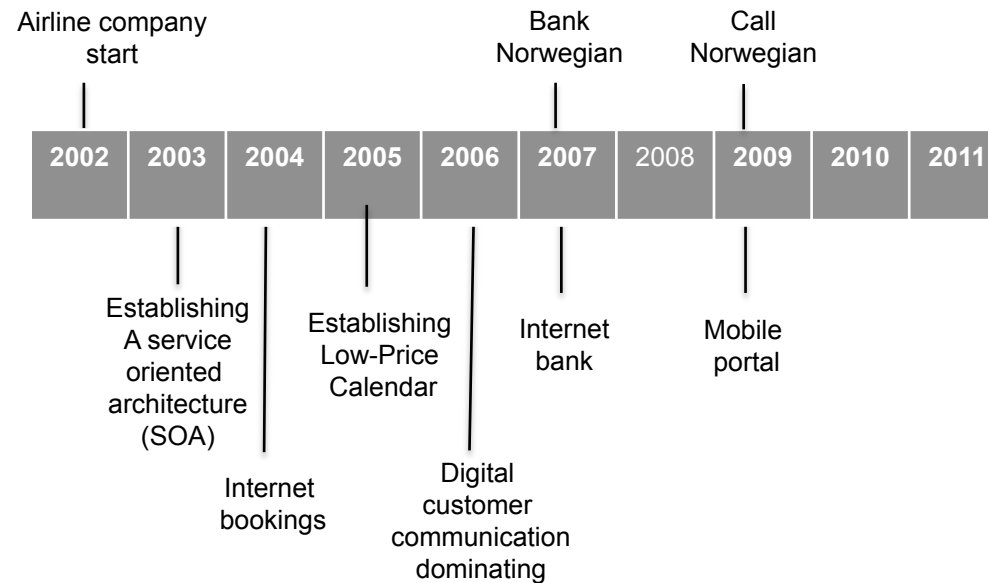 Airline company
start
Bank
Norwegian
Call
Norwegian
2002 2003 2004 2005 2006 2007 2008 2009 2010 2011
Establishing
A service
oriented
architecture
(SOA)
Internet
bookings
Establishing
Low-Price
Calendar
Digital
customer
communication
dominating
Internet
bank
Mobile
portal